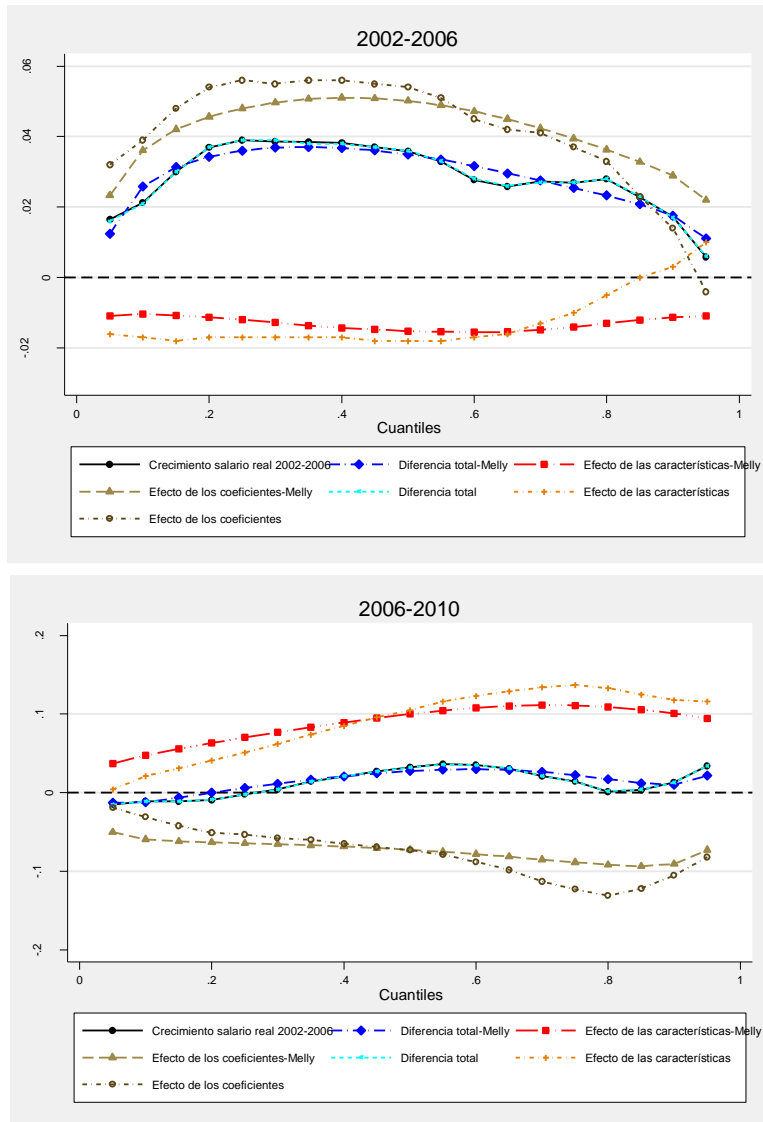 2002-2006
.06
.04
.02
0
-.02
0 .2 .4 .6 .8 1
Cuantiles
Crecimiento salario real 2002-2006 Diferencia total-Melly Efecto de las características-Melly
Efecto de los coeficientes-Melly Diferencia total Efecto de las características
Efecto de los coeficientes
2006-2010
.2
.1
0
-.1
-.2
0 .2 .4 .6 .8 1
Cuantiles
Crecimiento salario real 2002-2006 Diferencia total-Melly Efecto de las características-Melly
Efecto de los coeficientes-Melly Diferencia total Efecto de las características
Efecto de los coeficientes